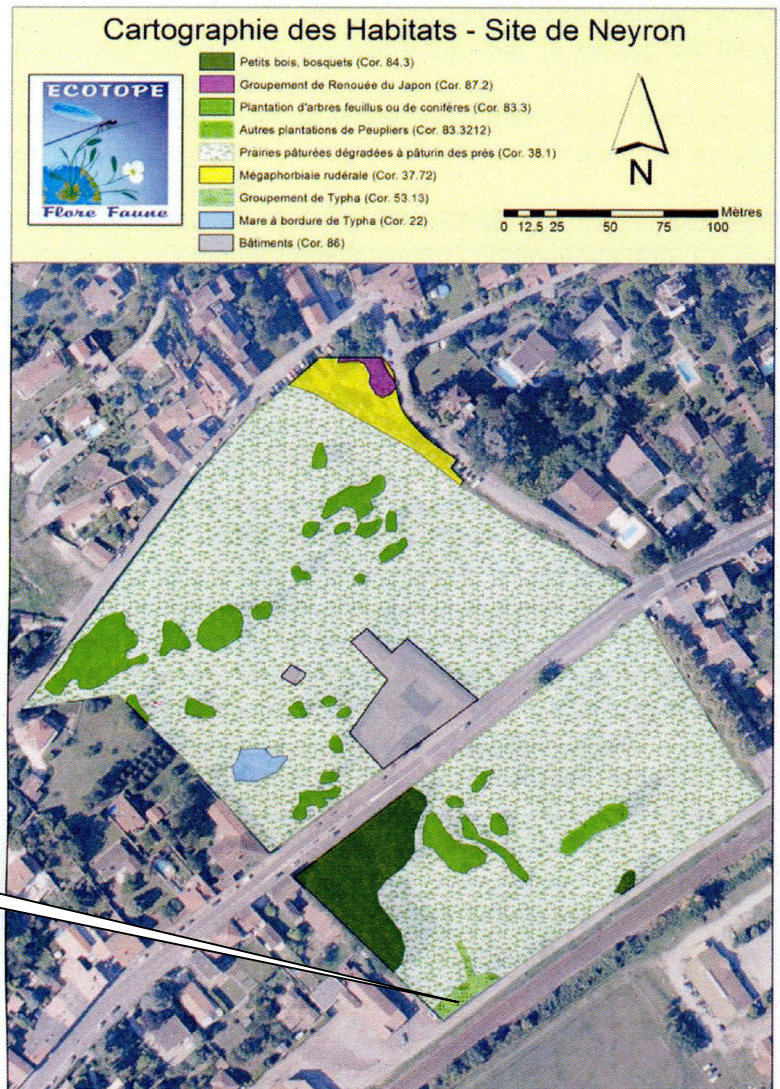 Cartographie des Habitats - Site de Neyron
ECOTOPE
Flore Faune
Petits bois, bosquets (Cor. 84.3)
Groupement de Renouée du Japon (Cor. 87.2)
Plantation d'arbres feuillus ou de conifères (Cor. 83.3)
Autres plantations de Peupliers (Cor. 83.3212)
Prairies pâturées dégradées à pâturin des prés (Cor. 38.1)
Mégaphorbiaie rudérale (Cor. 37.72)
Groupement de Typha (Cor. 53.13)
Mare à bordure de Typha (Cor. 22)
Bâtiments (Cor. 86)
N
Mètres
0 12.5 25 50 75 100